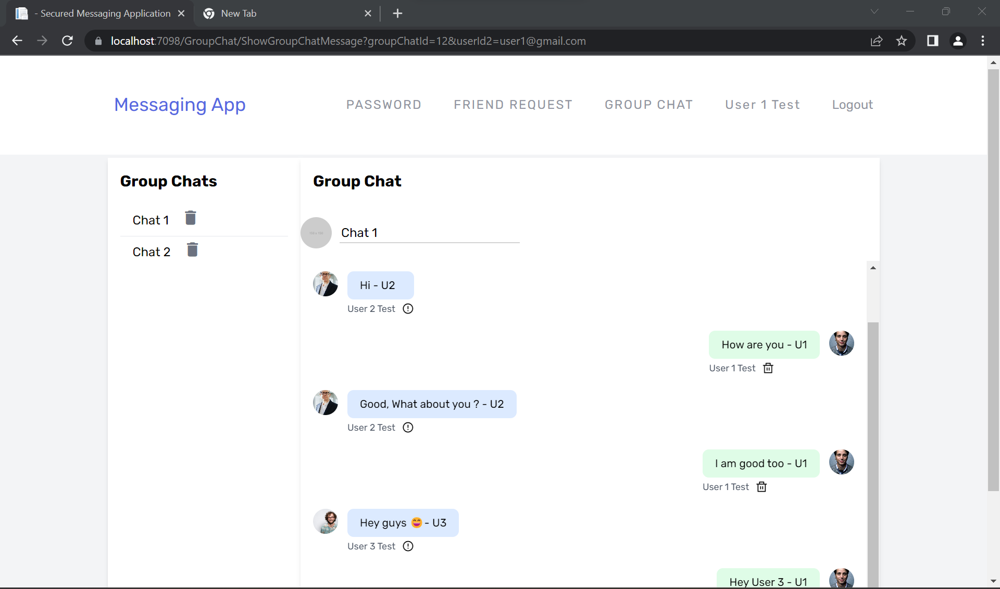 - Secured Messaging Application
New Tab
localhost:7098/GroupChat/ShowGroupChatMessage?groupChatId=12&userId2=user1@gmail.com
Messaging App
PASSWORD
FRIEND REQUEST
GROUP CHAT
User 1 Test
Logout
Group Chats
Chat 1
Chat 2
Group Chat
Chat 1
Hi - U2
User 2 Test
How are you - U1
User 1 Test
Good, What about you ? - U2
User 2 Test
I am good too - U1
User 1 Test
Hey guys 😄 - U3
User 3 Test
Hey User 3 - U1